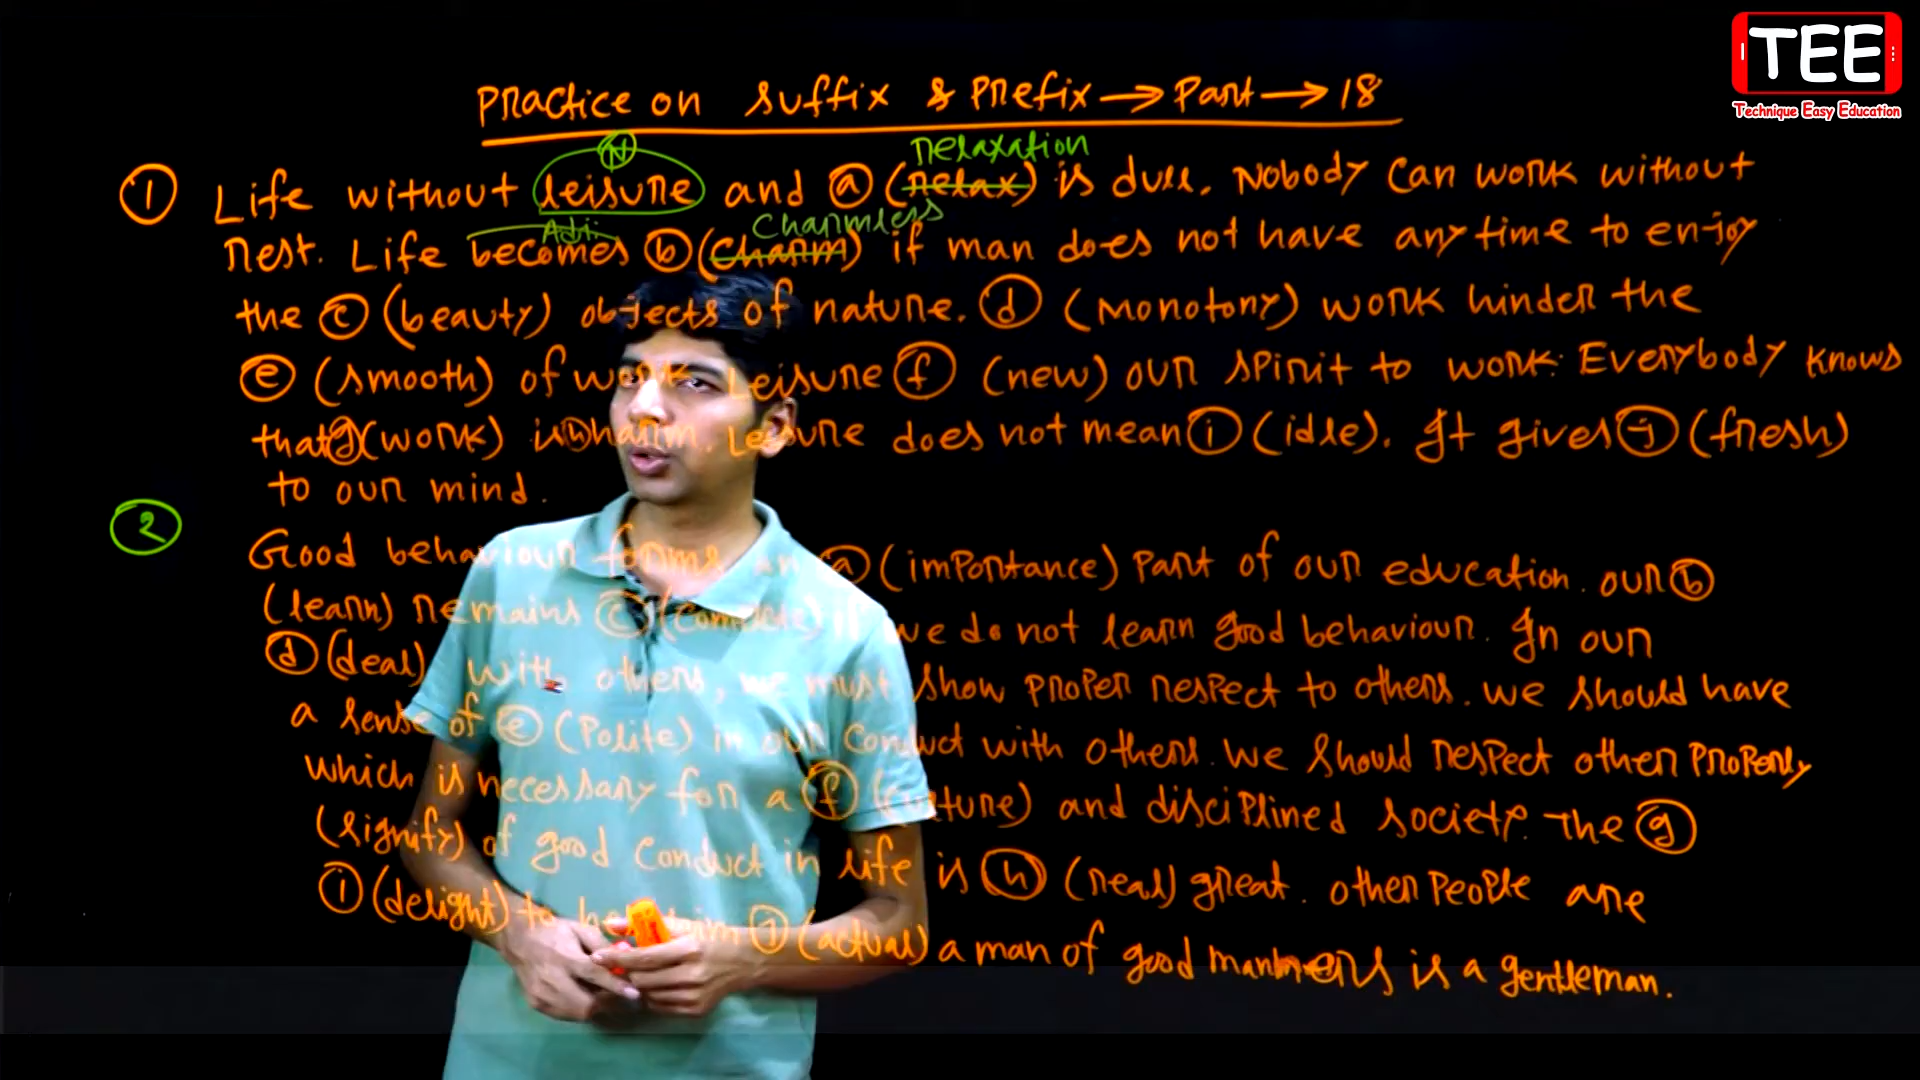 TEE
Technique Easy Education
Practice on Suffix & Prefix → Part → 18
N relaxation
① Life without leisure and ⓐ (relax) is dull. Nobody can work without
Adj. Charmless
rest. Life becomes ⓑ (charm) if man does not have any time to enjoy
the ⓒ (beauty) objects of nature. ⓓ (monotony) work hinder the
ⓔ (smooth) of work. Leisure ⓕ (new) our spirit to work. Everybody knows
that ⓖ (work) is ⓗ harm. Leisure does not mean ⓘ (idle). It gives ⓙ (fresh)
to our mind.
②
Good behaviour forms an ⓐ (importance) part of our education. our ⓑ
(learn) remains ⓒ (complete) if we do not learn good behaviour. In our
ⓓ (deal) with others, we must show proper respect to others. we should have
a sense of ⓔ (Polite) in our conduct with others. We should respect other properly
which is necessary for a ⓕ and disciplined society. The ⓖ
(signify) of good conduct in life is ⓗ (real) great. other people are
ⓘ (delight) to him ⓙ (actual) a man of good manners is a gentleman.